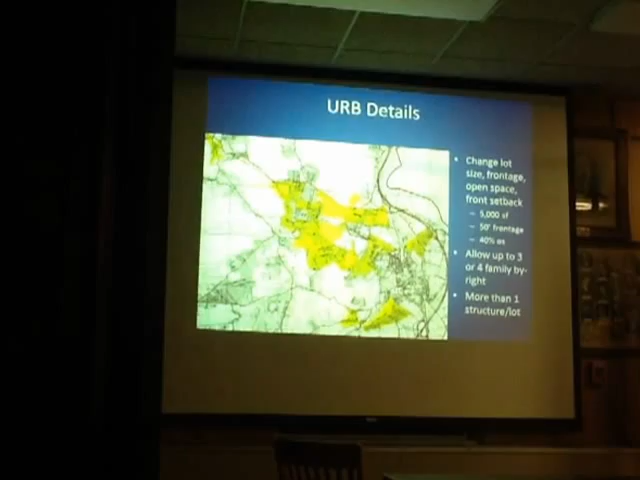 URB Details
• Change lot
size, frontage,
open space,
front setback
– 5,000 sf
– 50' frontage
– 40% os
• Allow up to 3
or 4 family by-
right
• More than 1
structure/lot